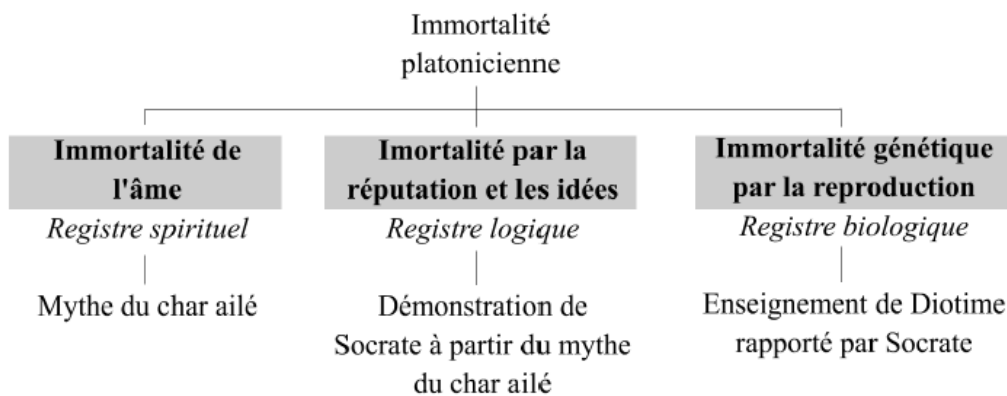 Immortalité
platonicienne
Immortalité de
l'âme
Registre spirituel
Mythe du char ailé
Imortalité par la
réputation et les idées
Registre logique
Démonstration de
Socrate à partir du mythe
du char ailé
Immortalité génétique
par la reproduction
Registre biologique
Enseignement de Diotime
rapporté par Socrate